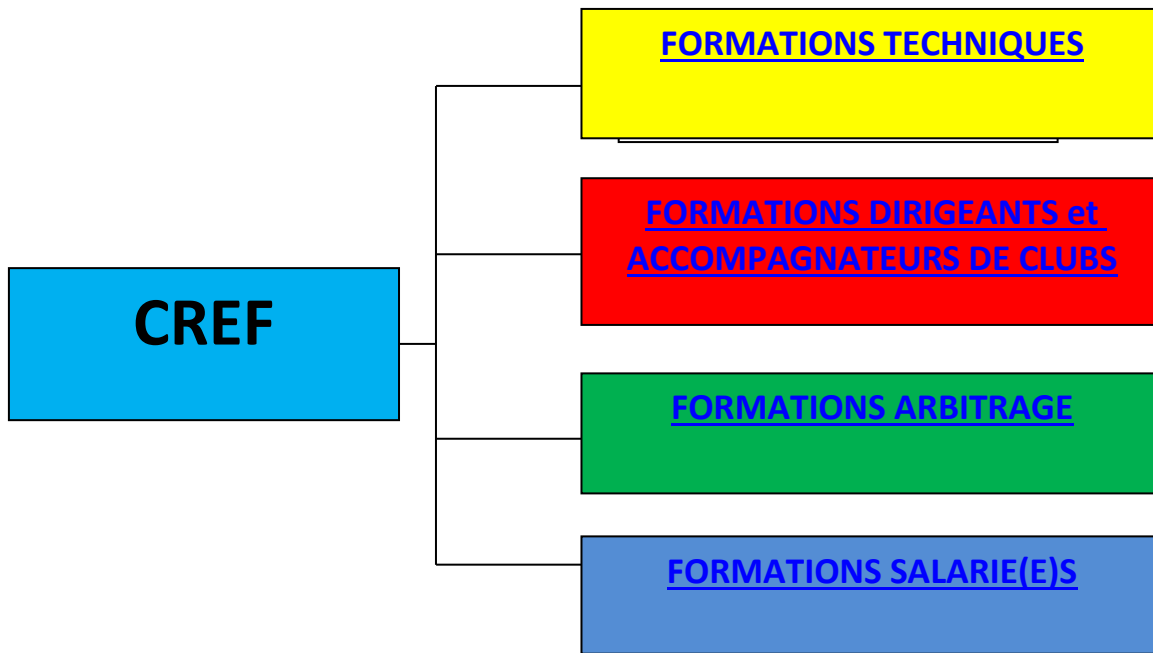 FORMATIONS TECHNIQUES
FORMATIONS DIRIGEANTS et
ACCOMPAGNATEURS DE CLUBS
CREF
FORMATIONS ARBITRAGE
FORMATIONS SALARIE(E)S